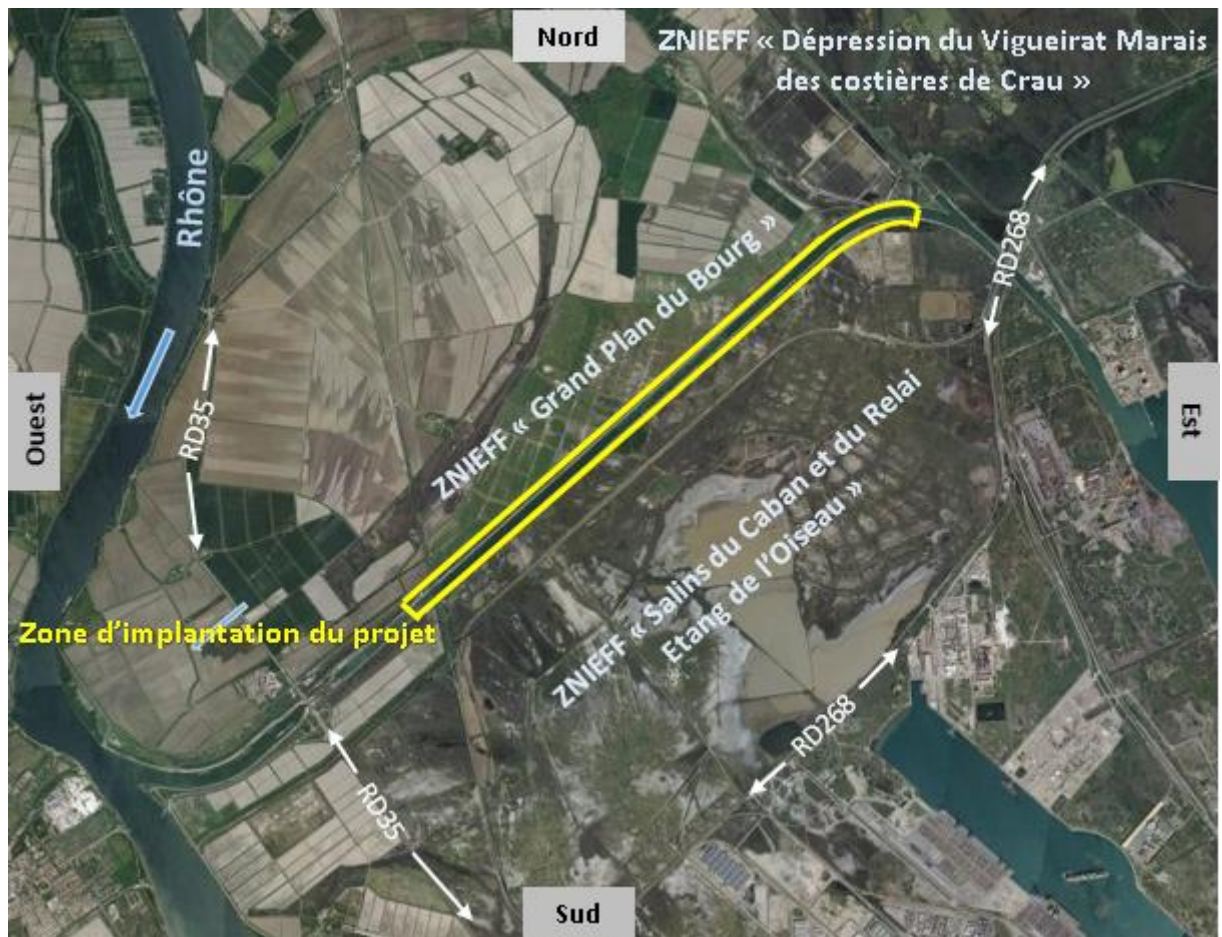 Nord
ZNIEFF « Dépression du Vigueirat Marais
des costières de Crau »
Rhône
RD268
ZNIEFF « Grand Plan du Bourg »
Ouest
Est
RD35
ZNIEFF « Salins du Caban et du Relai
Etang de l’Oiseau »
Zone d’implantation du projet
RD268
RD35
Sud